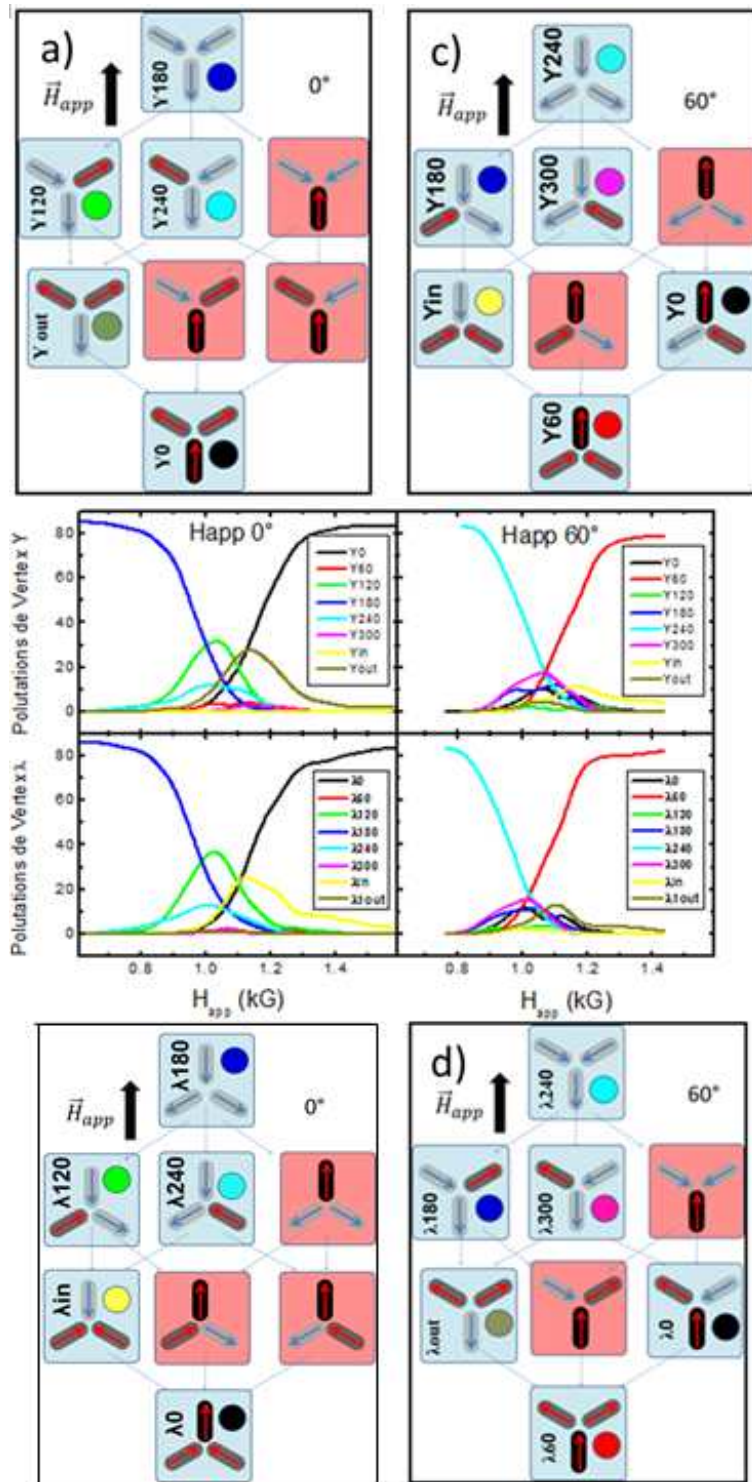 a)
Y180
0°
H app
Y120
Y240
Y out
Y0
c)
Y240
60°
H app
Y180
Y300
Yin
Y0
Y60
Polutations de Vertex Y
80
60
40
20
0
Happ 0°
Y0
Y60
Y120
Y180
Y240
Y300
Yin
Yout
Happ 60°
Y0
Y60
Y120
Y180
Y240
Y300
Yin
Yout
Polutations de Vertex λ
80
60
40
20
0
λ0
λ60
λ120
λ180
λ240
λ300
λin
λ1out
λ0
λ60
λ120
λ180
λ240
λ300
λin
λ1out
0.8 1.0 1.2 1.4
0.8 1.0 1.2 1.4
H app (kG)
H app (kG)
λ180
0°
H app
λ120
λ240
λin
λ0
d)
λ240
60°
H app
λ180
λ300
λout
λ0
λ60